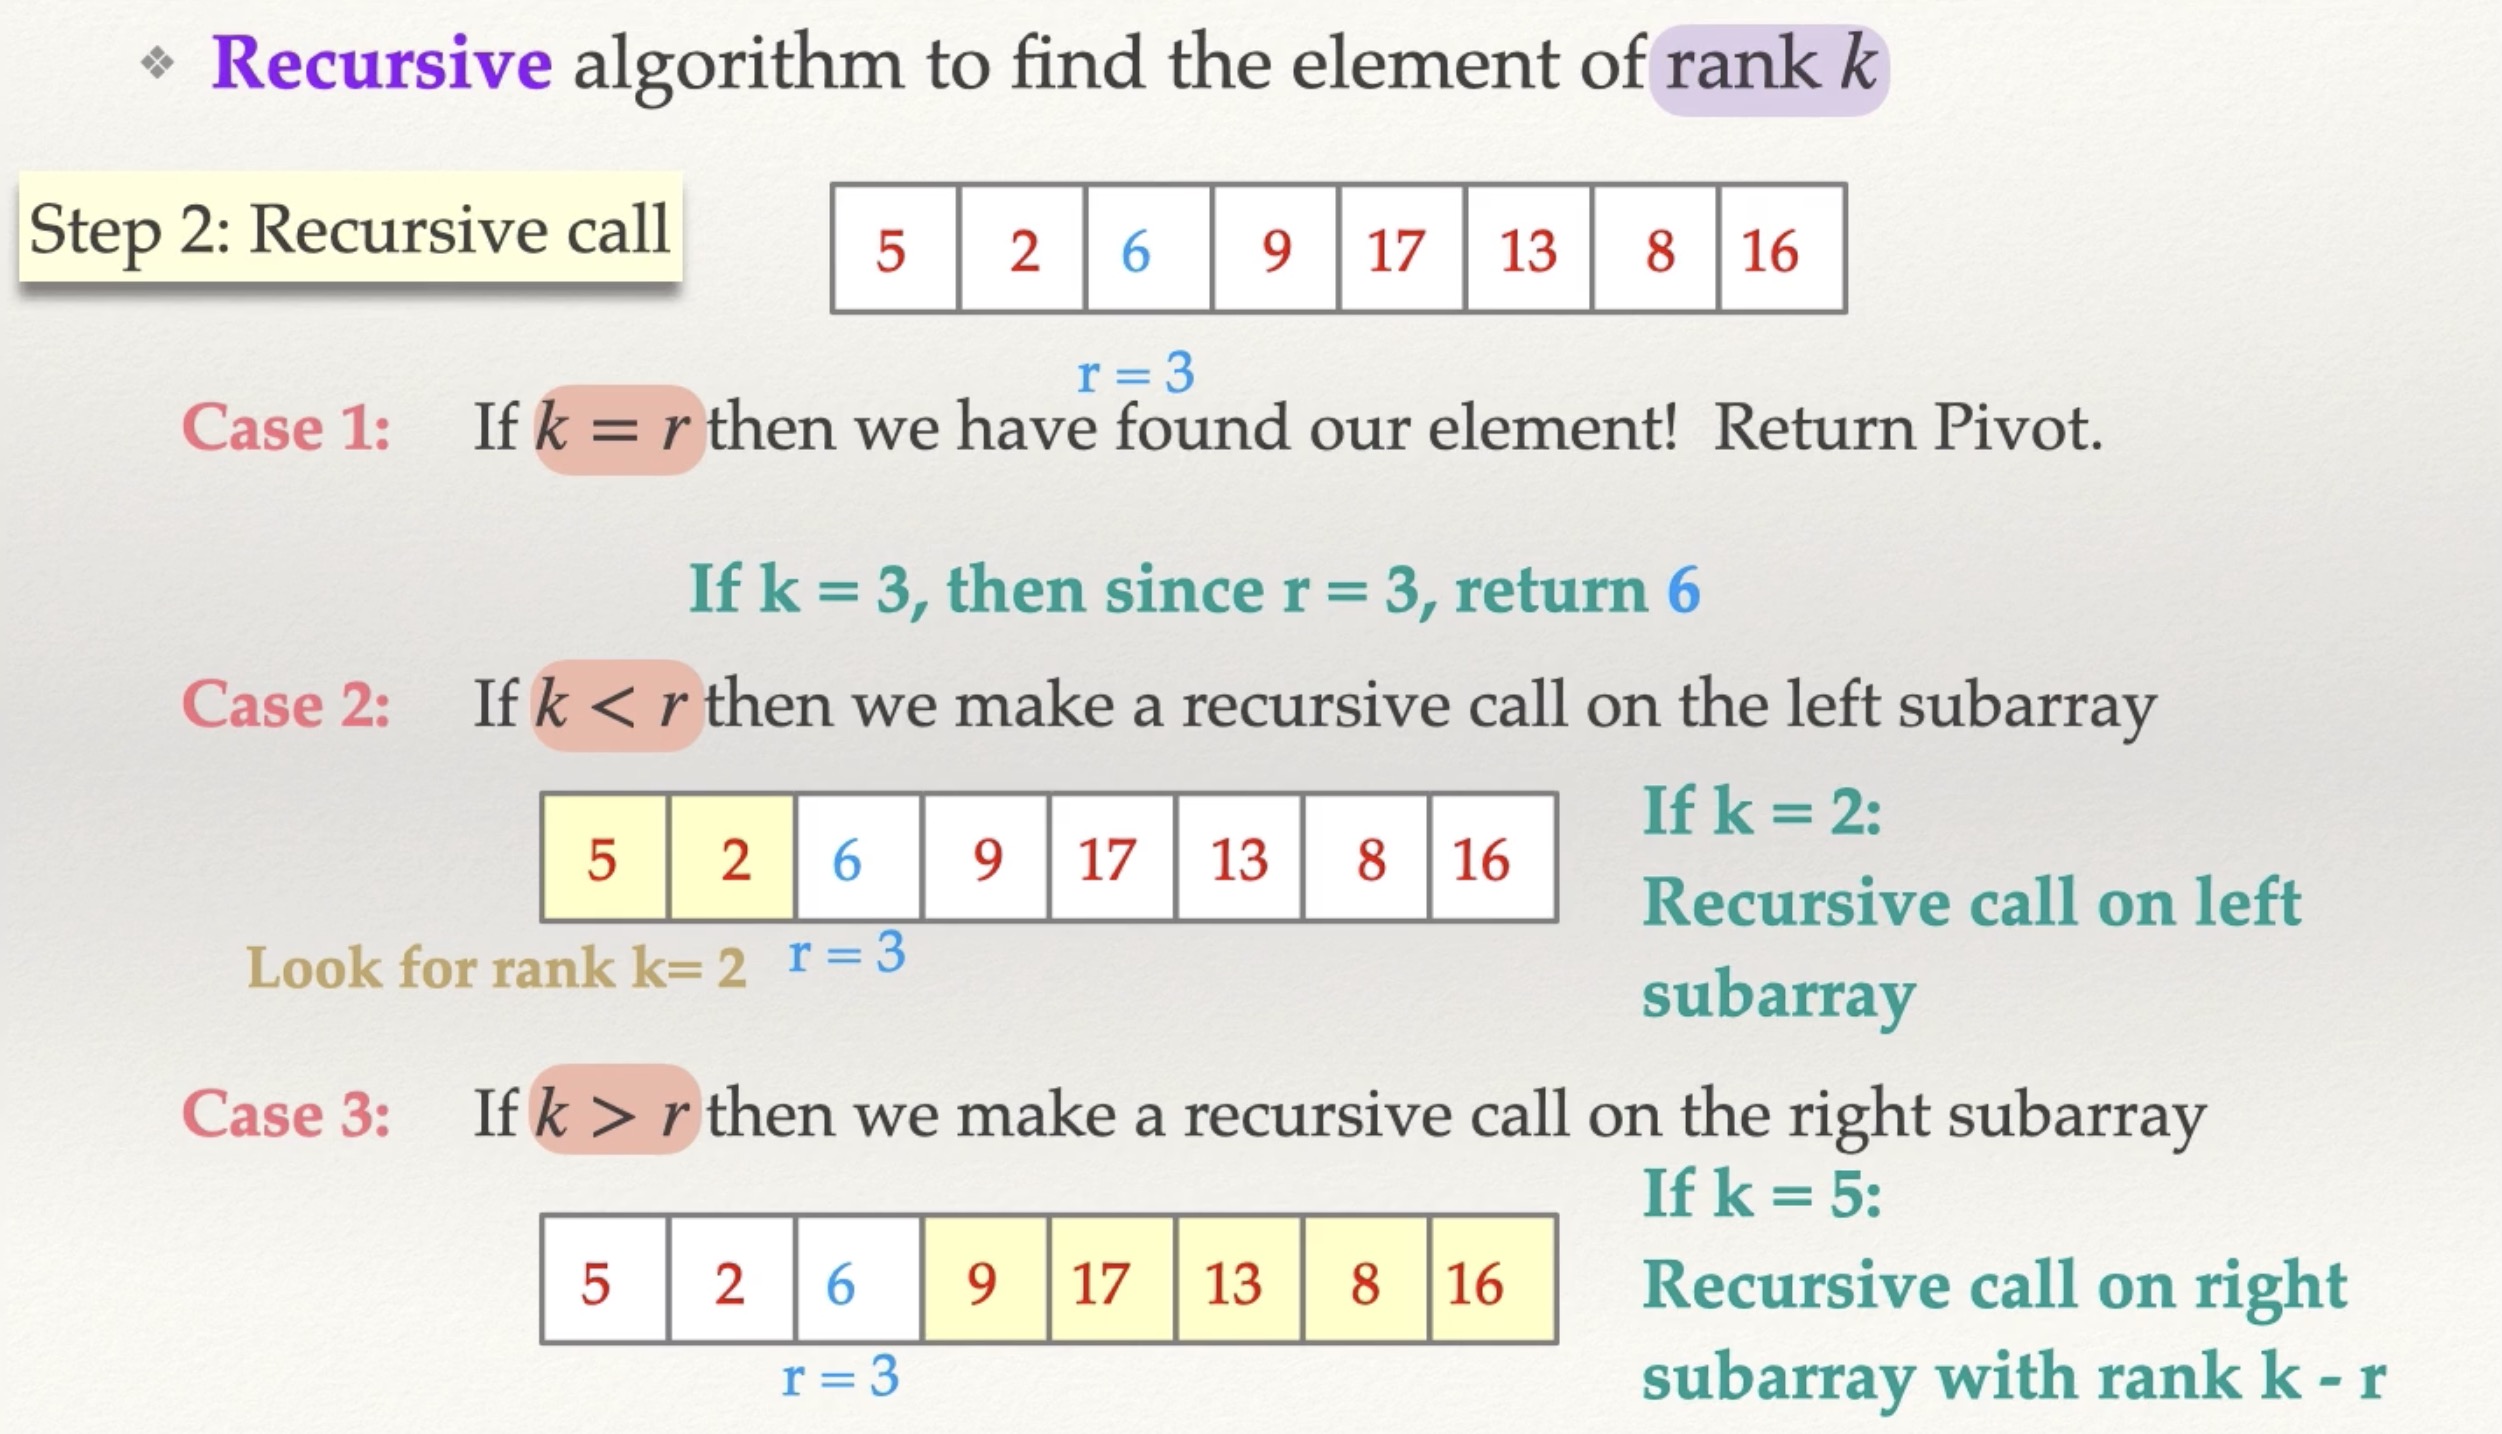 ❖ Recursive algorithm to find the element of rank k
Step 2: Recursive call
5 2 6 9 17 13 8 16
r = 3
Case 1: If k = r then we have found our element! Return Pivot.
If k = 3, then since r = 3, return 6
Case 2: If k < r then we make a recursive call on the left subarray
5 2 6 9 17 13 8 16
Look for rank k= 2
r = 3
If k = 2:
Recursive call on left
subarray
Case 3: If k > r then we make a recursive call on the right subarray
5 2 6 9 17 13 8 16
r = 3
If k = 5:
Recursive call on right
subarray with rank k - r